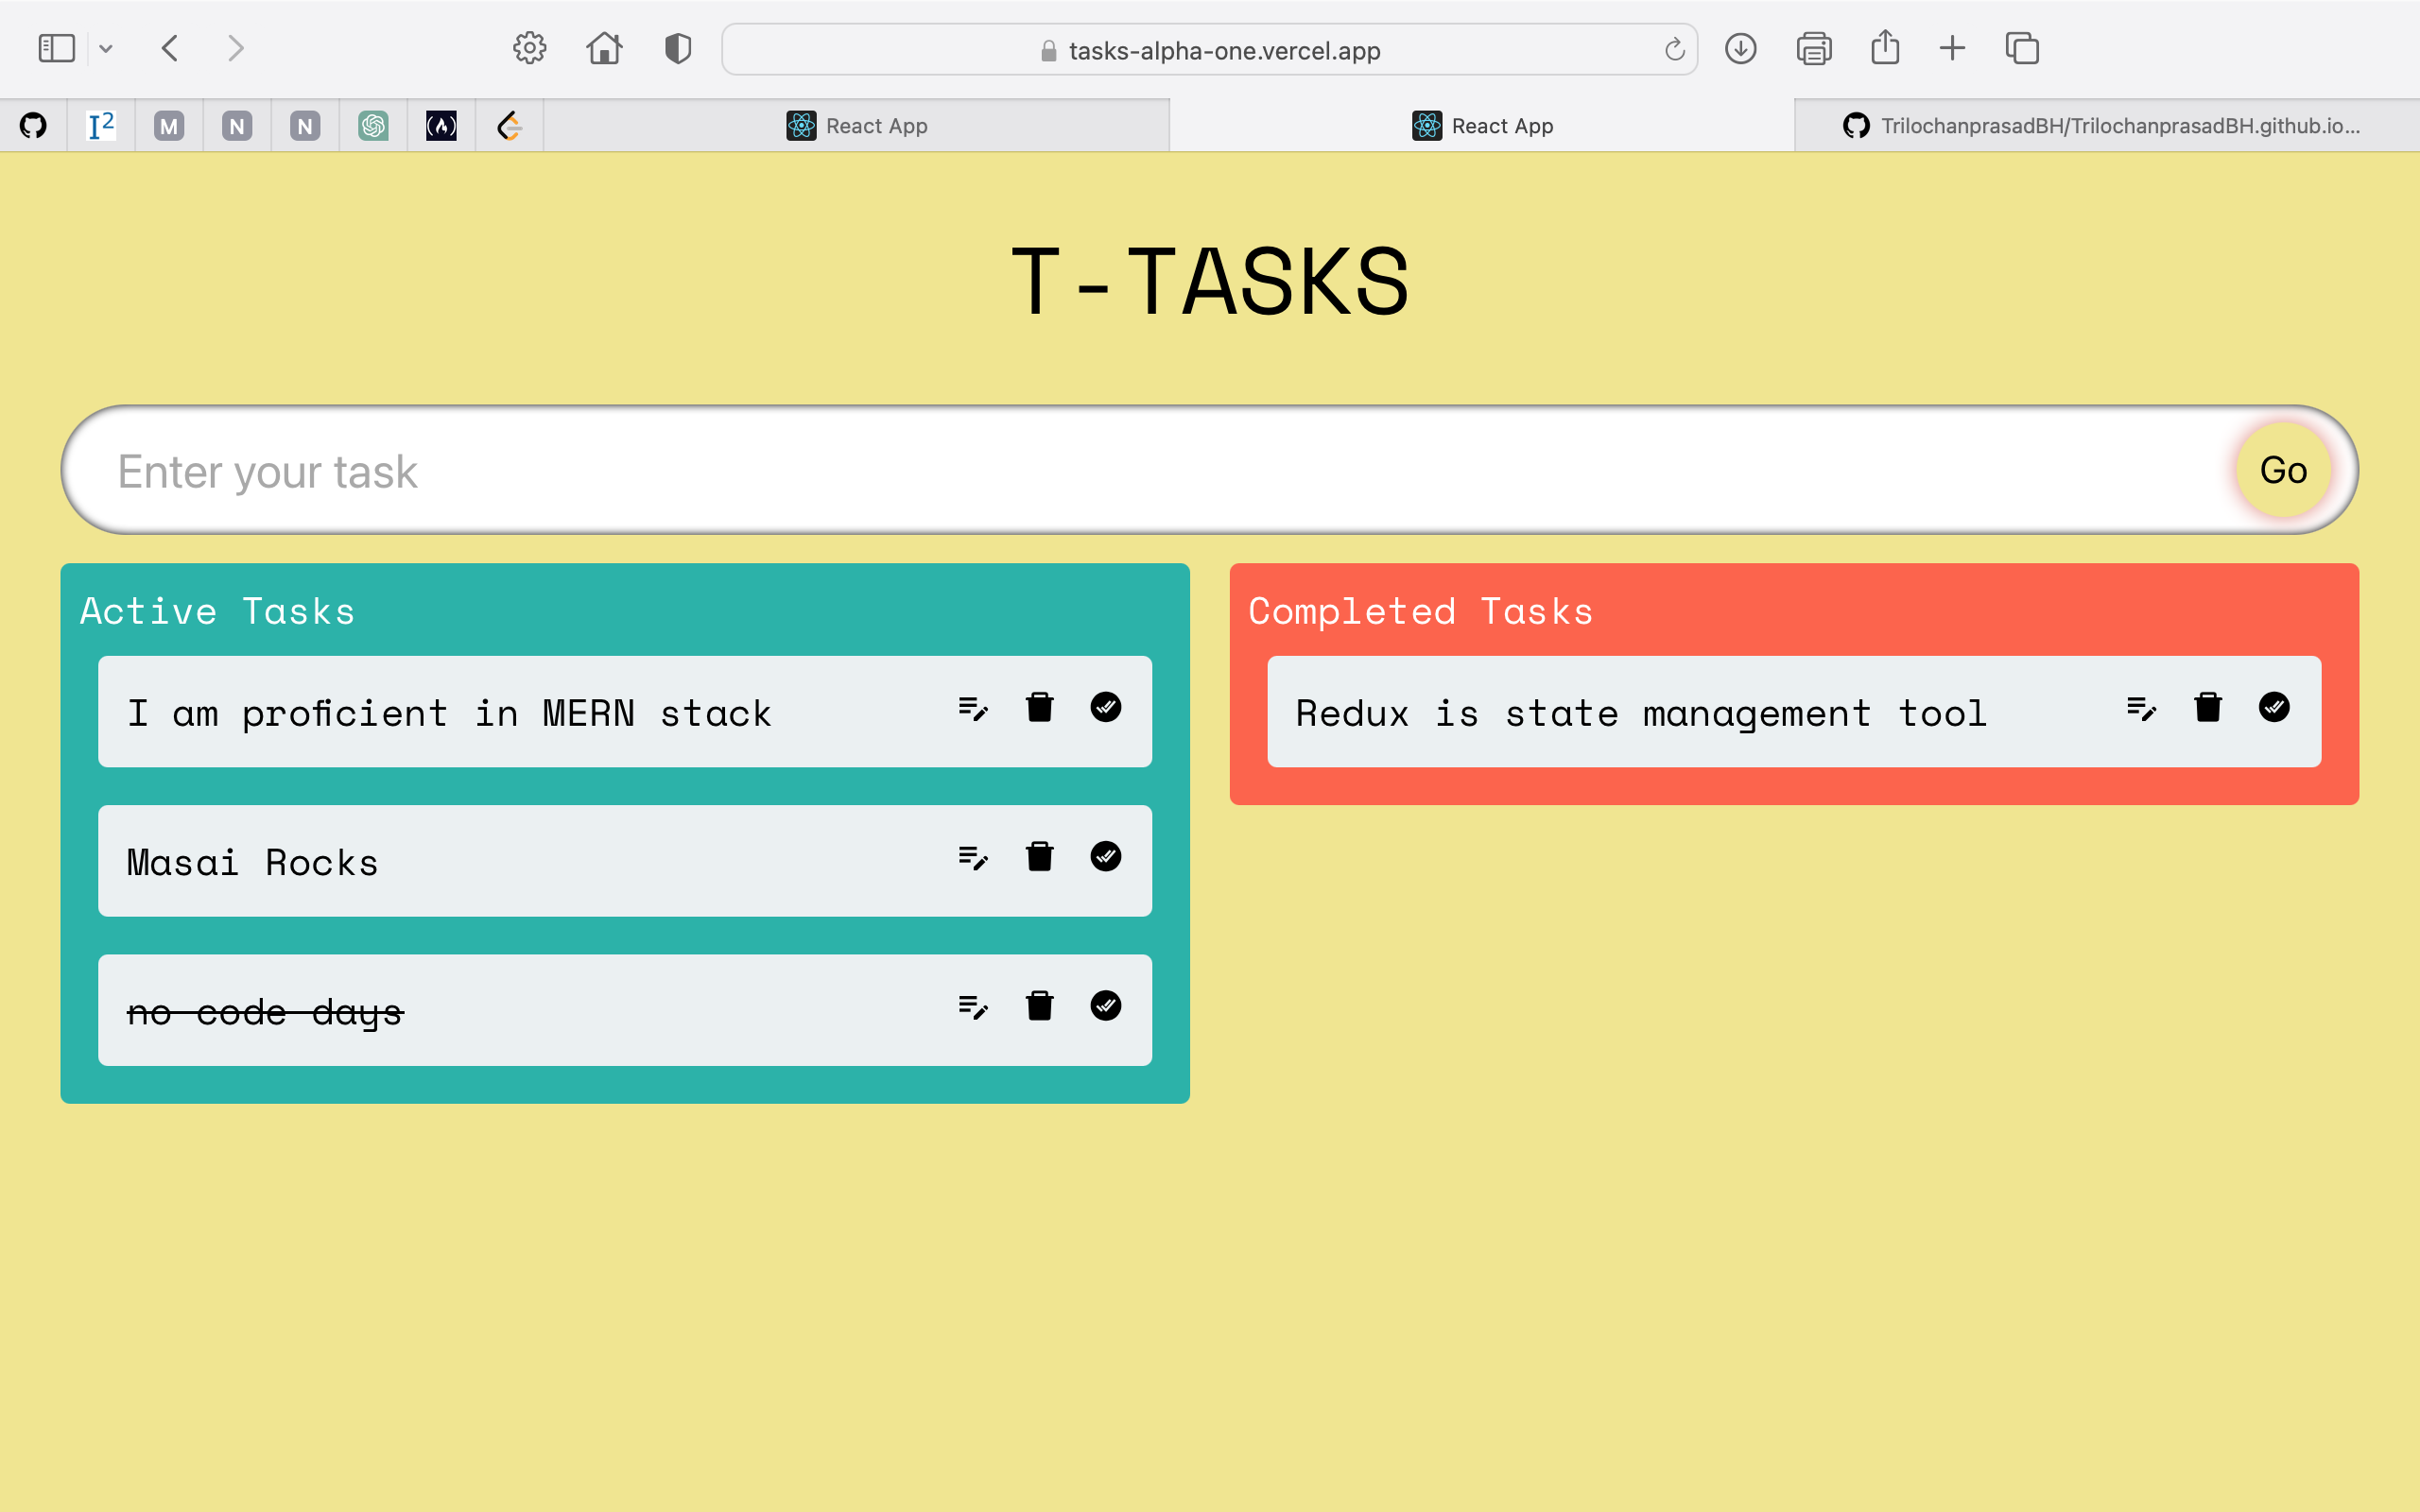 tasks-alpha-one.vercel.app
I2
M
N
N
React App
React App
TrilochanprasadBH/TrilochanprasadBH.github.io...
T-TASKS
Enter your task
Go
Active Tasks
I am proficient in MERN stack
Masai Rocks
no code days
Completed Tasks
Redux is state management tool